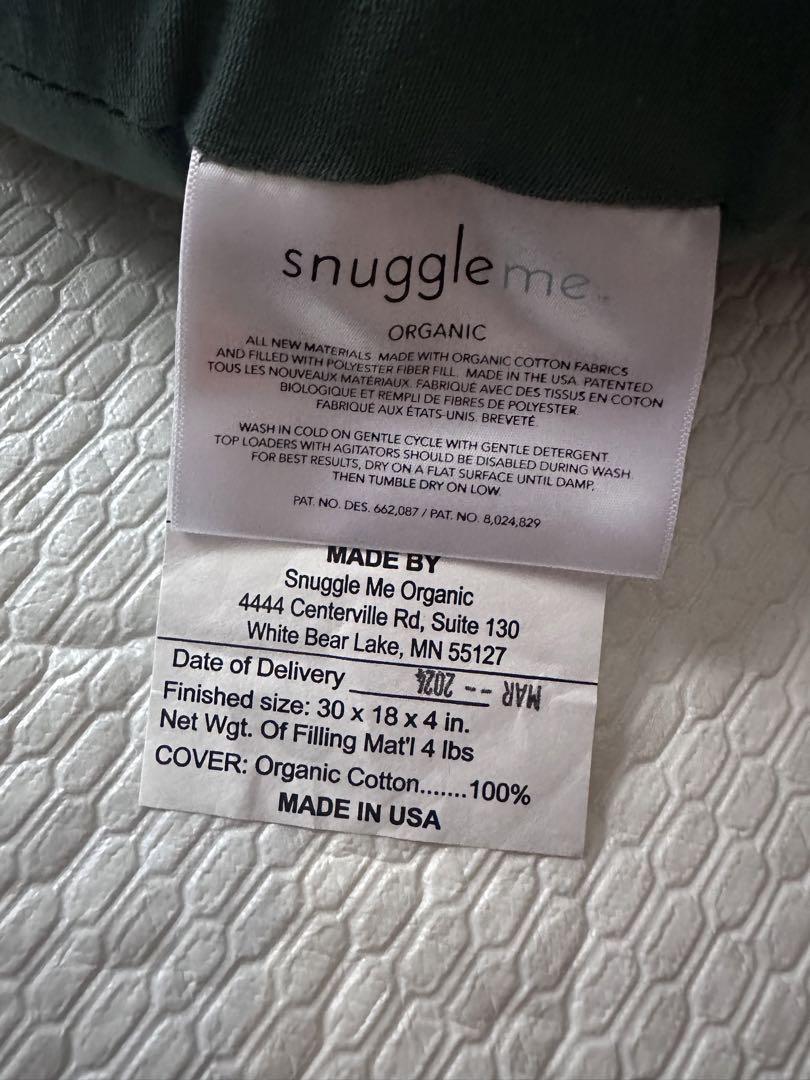 snuggle me™
ORGANIC
ALL NEW MATERIALS. MADE WITH ORGANIC COTTON FABRICS
AND FILLED WITH POLYESTER FIBER FILL. MADE IN THE USA. PATENTED
TOUS LES NOUVEAUX MATÉRIAUX. FABRIQUÉ AVEC DES TISSUS EN COTON
BIOLOGIQUE ET REMPLI DE FIBRES DE POLYESTER.
FABRIQUÉ AUX ÉTATS-UNIS. BREVETÉ.
WASH IN COLD ON GENTLE CYCLE WITH GENTLE DETERGENT.
TOP LOADERS WITH AGITATORS SHOULD BE DISABLED DURING WASH.
FOR BEST RESULTS, DRY ON A FLAT SURFACE UNTIL DAMP,
THEN TUMBLE DRY ON LOW.
PAT. NO. DES. 662,087 / PAT. NO. 8,024,829
MADE BY
Snuggle Me Organic
4444 Centerville Rd, Suite 130
White Bear Lake, MN 55127
Date of Delivery MAR -- 2024
Finished size: 30 x 18 x 4 in.
Net Wgt. Of Filling Mat'l 4 lbs
COVER: Organic Cotton.......100%
MADE IN USA